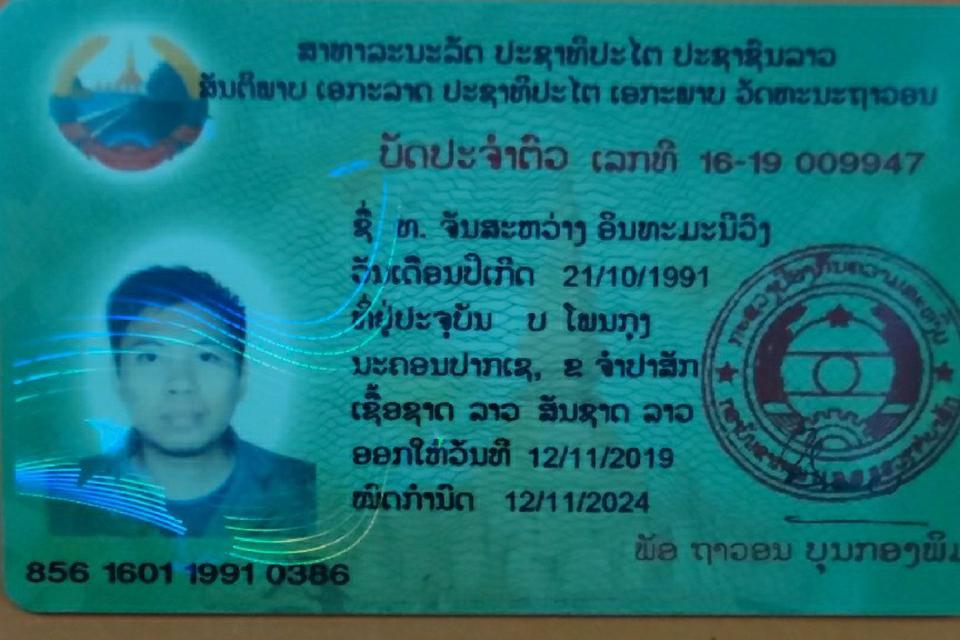 ສາທາລະນະລັດ ປະຊາທິປະໄຕ ປະຊາຊົນລາວ
ສັນຕິພາບ ເອກະລາດ ປະຊາທິປະໄຕ ເອກະພາບ ວັດທະນະຖາວອນ
ບັດປະຈຳຕົວ ເລກທີ 16-19 009947
ຊື່ ທ. ຈັນສະຫວ່າງ ອິນທະມະນີວົງ
ວັນເດືອນປີເກີດ 21/10/1991
ທີ່ຢູ່ປະຈຸບັນ ບ ໂພນກຸງ
ນະຄອນປາກເຊ, ຂ ຈຳປາສັກ
ເຊື້ອຊາດ ລາວ ສັນຊາດ ລາວ
ອອກໃຫ້ວັນທີ 12/11/2019
ໝົດກຳນົດ 12/11/2024
ພັອ ຖາວອນ ບຸນກອງ
856 1601 1991 0386